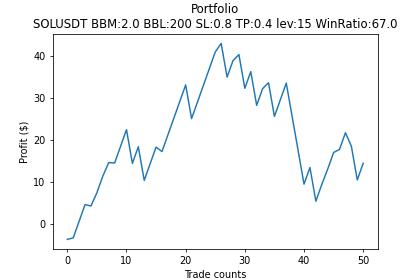 Portfolio
SOLUSDT BBM:2.0 BBL:200 SL:0.8 TP:0.4 lev:15 WinRatio:67.0
40
30
20
10
0
Profit ($)
0 10 20 30 40 50
Trade counts